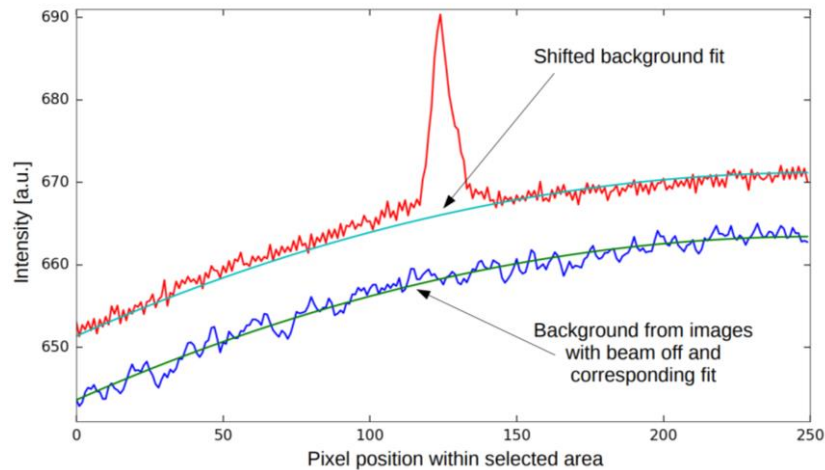 690
680
670
660
650
Intensity [a.u.]
Shifted background fit
Background from images
with beam off and
corresponding fit
0
50
100
150
200
250
Pixel position within selected area